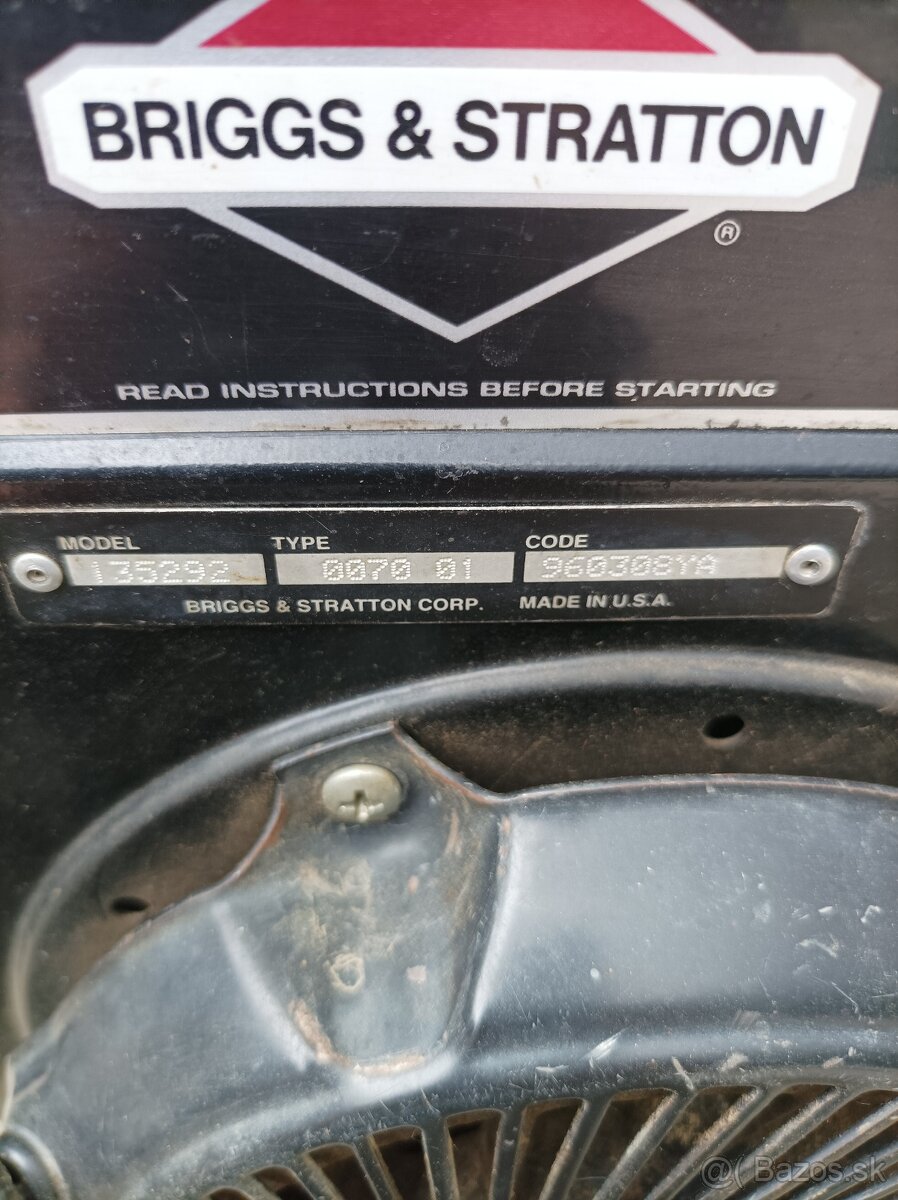 BRIGGS & STRATTON
®
READ INSTRUCTIONS BEFORE STARTING
MODEL TYPE CODE
135292 0070 01 960308YA
BRIGGS & STRATTON CORP. MADE IN U.S.A.
@( Bazos.sk